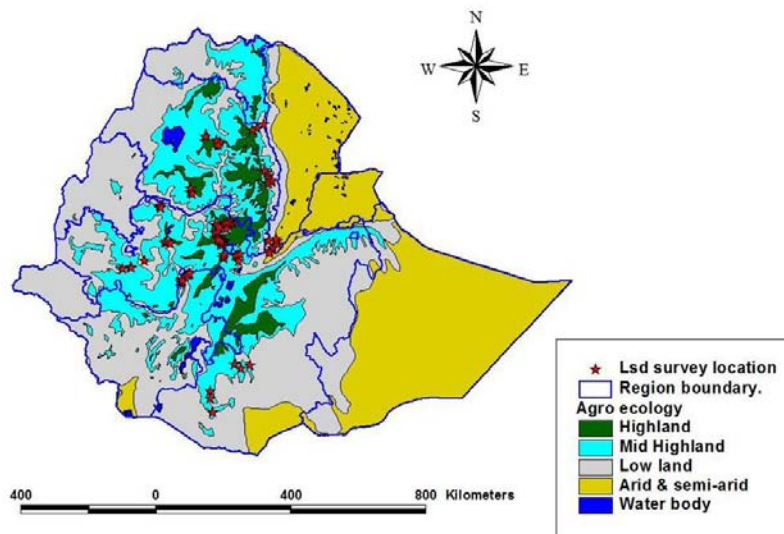 N
W E
S
Lsd survey location
Region boundary.
Agro ecology
Highland
Mid Highland
Low land
Arid & semi-arid
Water body
400 0 400 800 Kilometers